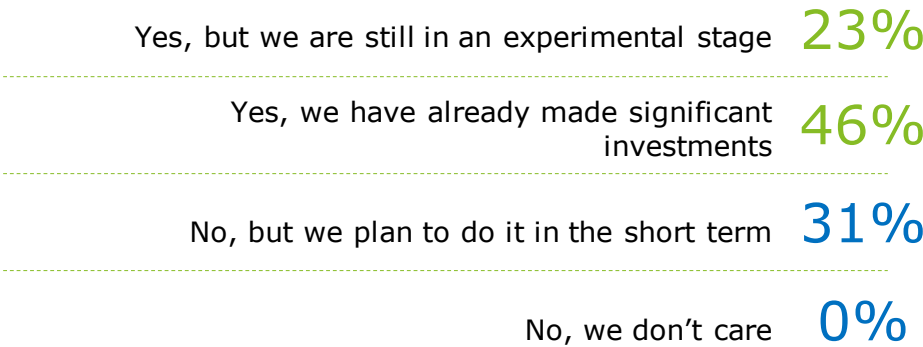 Yes, but we are still in an experimental stage 23%
Yes, we have already made significant
investments 46%
No, but we plan to do it in the short term 31%
No, we don’t care 0%